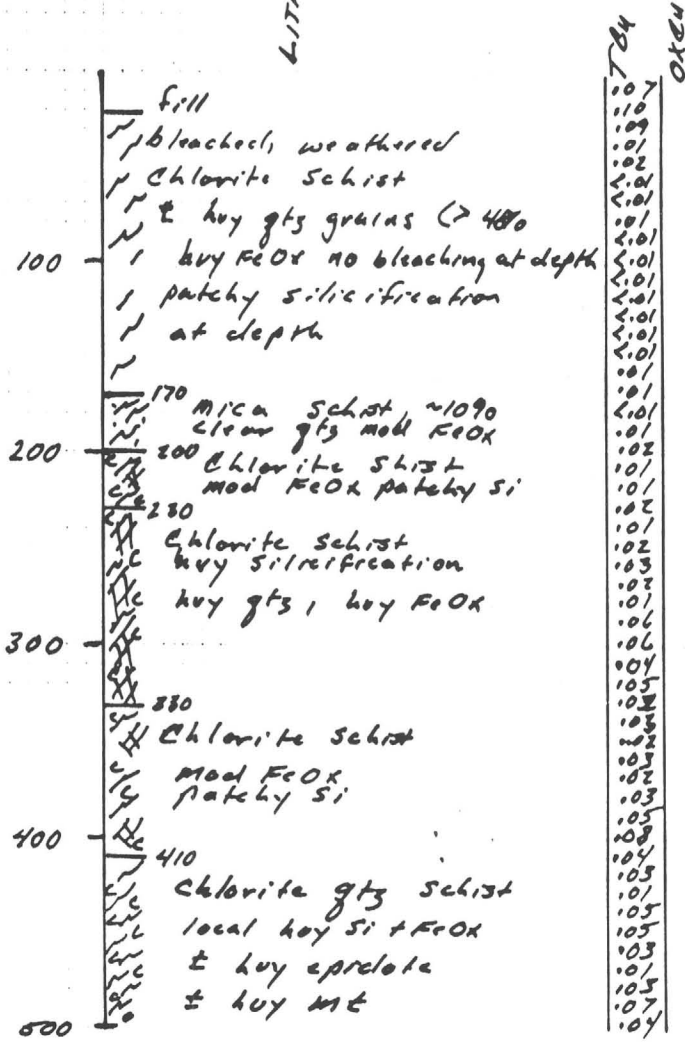 LITH
TCu
OXCu
fill
bleached, weathered
Chlorite Schist
± hvy qtz grains (> 40%
100
hvy FeOx no bleaching at depth
patchy silicification
at depth
170
mica schist, ~10%
clear qtz mod FeOx
200
200
Chlorite Shist
mod FeOx patchy Si
230
Chlorite schist
hvy silicification
hvy qtz, hvy FeOx
300
330
Chlorite schist
mod FeOx
patchy Si
400
410
Chlorite qtz schist
local hvy Si + FeOx
± hvy epidote
± hvy mt
500
.07
.10
.09
.01
.02
<.01
<.01
.01
<.01
<.01
<.01
<.01
<.01
<.01
<.01
.01
.01
<.01
.01
.02
.01
.01
.02
.01
.02
.03
.02
.01
.06
.06
.04
.05
.03
.02
.03
.05
.08
.04
.03
.01
.05
.05
.03
.01
.03
.07
.04